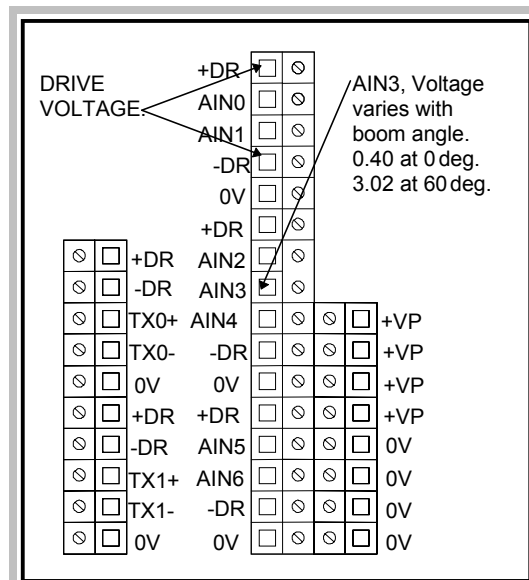 DRIVE
VOLTAGE.
+DR
AIN0
AIN1
-DR
0V
+DR
AIN2
AIN3
AIN4
-DR
0V
+DR
AIN5
AIN6
-DR
0V
AIN3, Voltage
varies with
boom angle.
0.40 at 0 deg.
3.02 at 60 deg.
+DR
-DR
TX0+
TX0-
0V
+DR
-DR
TX1+
TX1-
0V
+VP
+VP
+VP
+VP
0V
0V
0V
0V